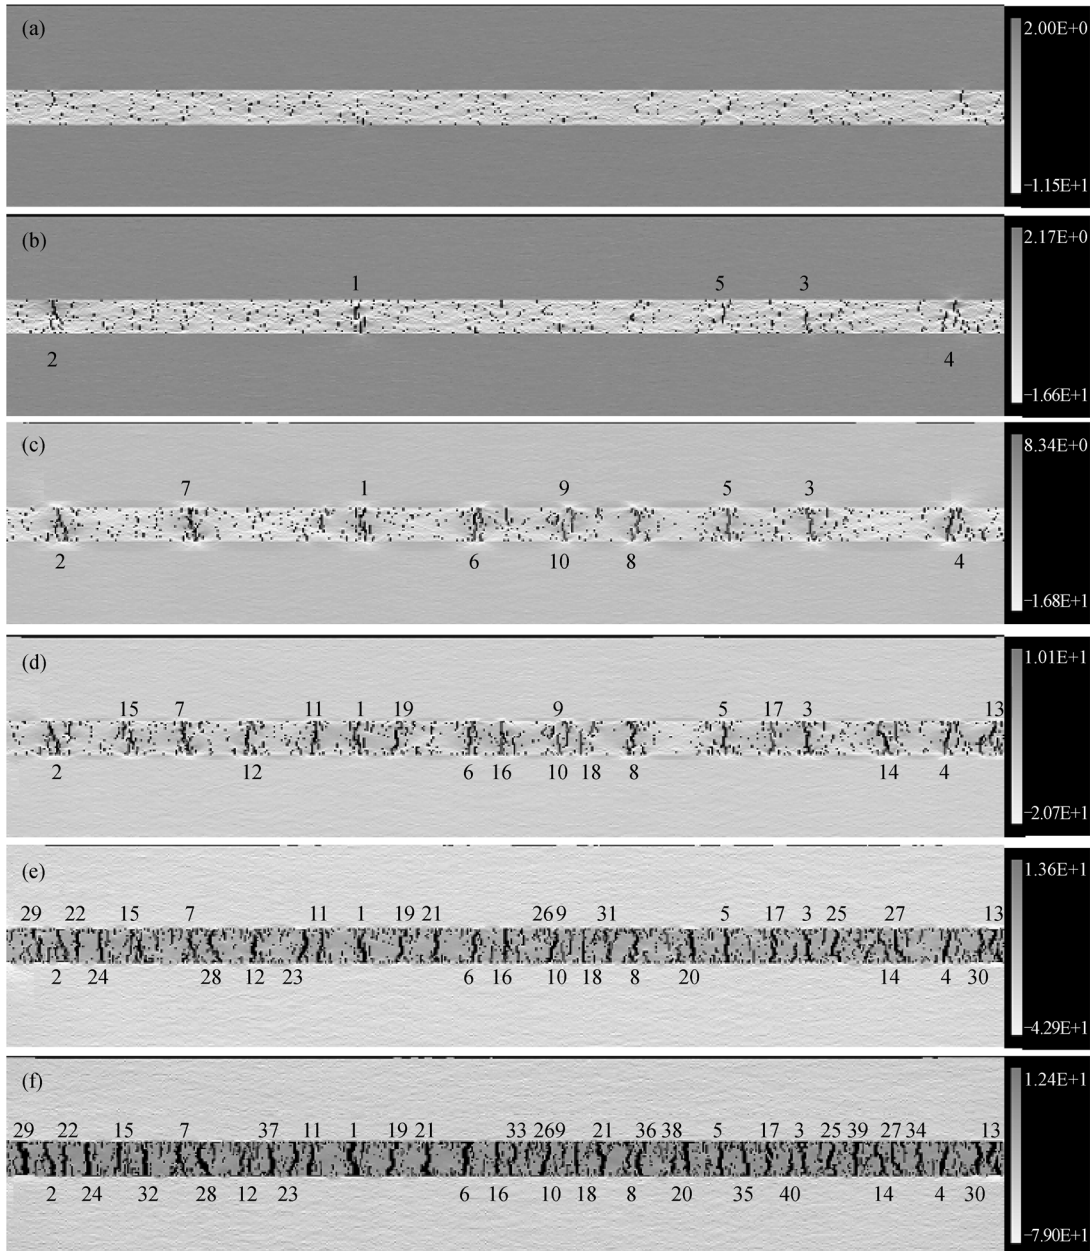 (a)
2.00E+0
−1.15E+1
(b)
2.17E+0
1 5 3
2 4
−1.66E+1
(c)
8.34E+0
7 1 9 5 3
2 6 10 8 4
−1.68E+1
(d)
1.01E+1
15 7 11 1 19 9 5 17 3 13
2 12 6 16 10 18 8 14 4
−2.07E+1
(e)
1.36E+1
29 22 15 7 11 1 19 21 26 9 31 5 17 3 25 27 13
2 24 28 12 23 6 16 10 18 8 20 14 4 30
−4.29E+1
(f)
1.24E+1
29 22 15 7 37 11 1 19 21 33 26 9 21 36 38 5 17 3 25 39 27 34 13
2 24 32 28 12 23 6 16 10 18 8 20 35 40 14 4 30
−7.90E+1